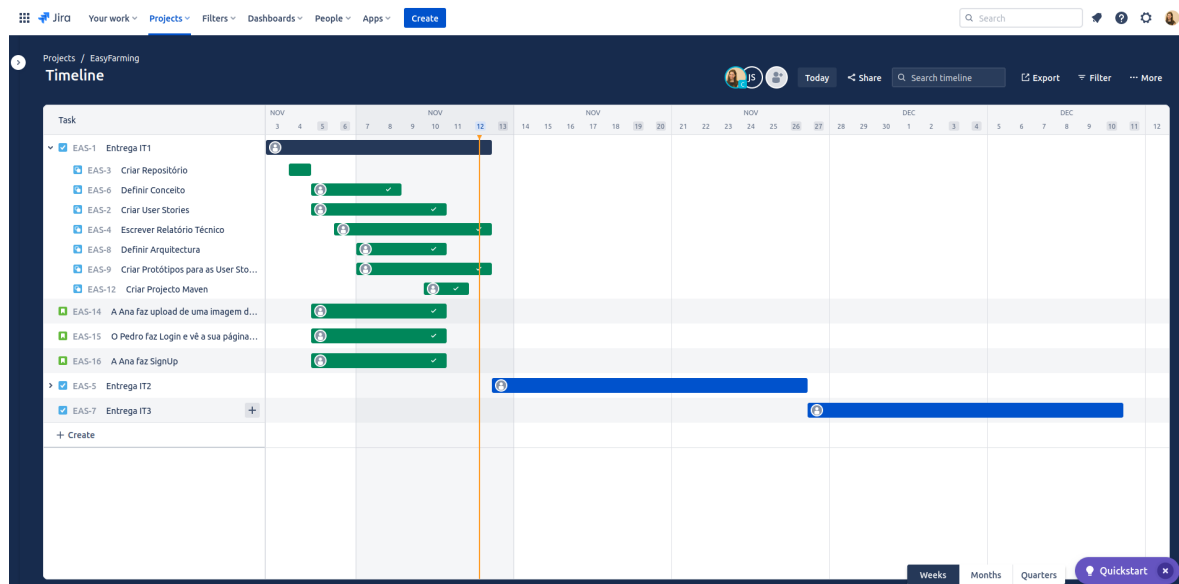 Jira Your work Projects Filters Dashboards People Apps Create Search
Projects / EasyFarming
Timeline
JS Today Share Search timeline Export Filter ··· More
Task
NOV NOV NOV NOV DEC DEC
3 4 5 6 7 8 9 10 11 12 13 14 15 16 17 18 19 20 21 22 23 24 25 26 27 28 29 30 1 2 3 4 5 6 7 8 9 10 11 12
EAS-1 Entrega IT1
EAS-3 Criar Repositório
EAS-6 Definir Conceito
EAS-2 Criar User Stories
EAS-4 Escrever Relatório Técnico
EAS-8 Definir Arquitectura
EAS-9 Criar Protótipos para as User Sto...
EAS-12 Criar Projecto Maven
EAS-14 A Ana faz upload de uma imagem d...
EAS-15 O Pedro faz Login e vê a sua página...
EAS-16 A Ana faz SignUp
EAS-5 Entrega IT2
EAS-7 Entrega IT3 +
+ Create
Weeks Months Quarters Quickstart